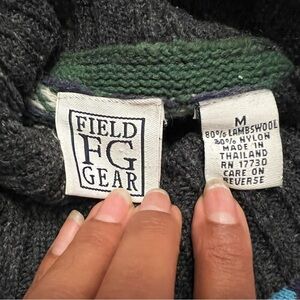 FIELD
FG
GEAR
M
80% LAMBSWOOL
20% NYLON
MADE IN
THAILAND
RN 17730
CARE ON
REVERSE